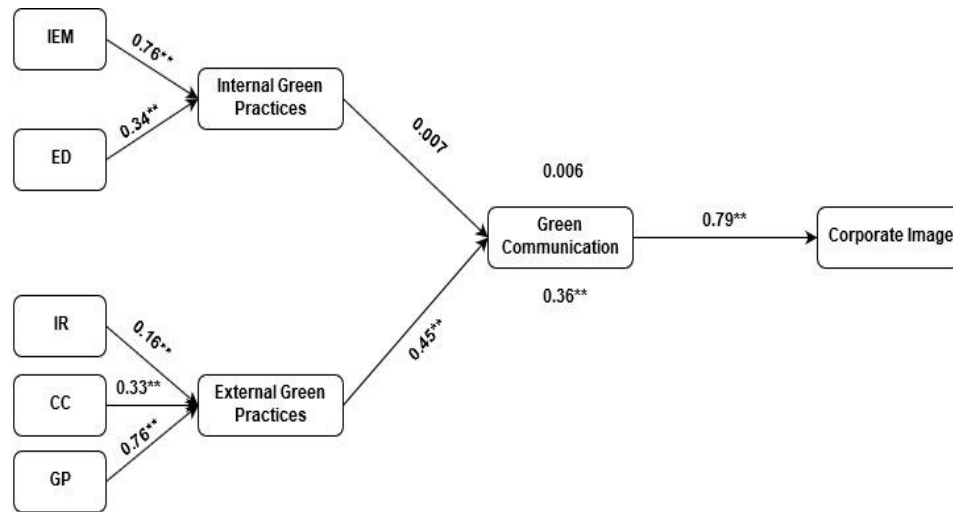 IEM
0.76**
Internal Green
Practices
ED
0.34**
0.007
0.006
Green
Communication
0.79**
Corporate Image
0.36**
IR
0.16**
0.45**
CC
0.33**
External Green
Practices
GP
0.76**